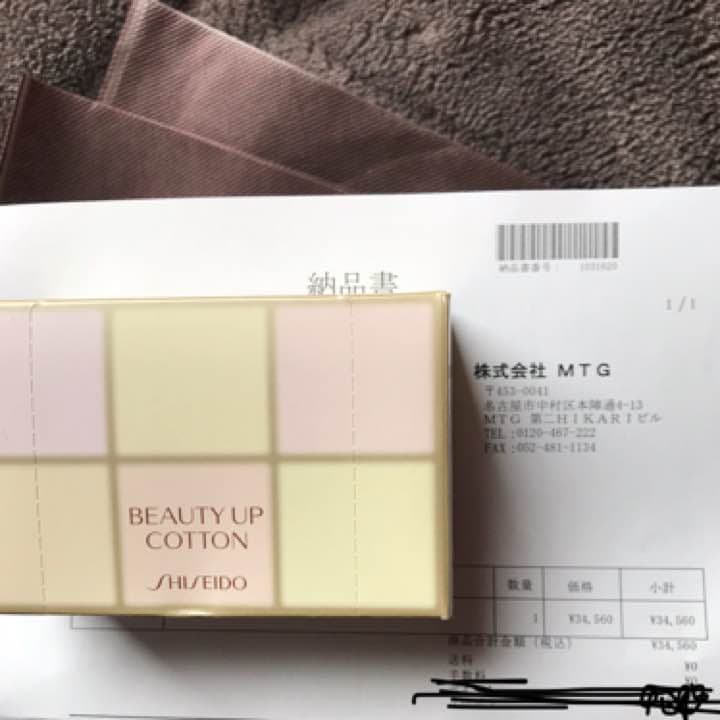 納品書番号: 1031620
納品書
1/1
株式会社 MTG
〒453-0041
名古屋市中村区本陣通4-13
MTG 第二HIKARIビル
TEL:0120-467-222
FAX:052-481-1134
BEAUTY UP
COTTON
SHISEIDO
数量 価格 小計
1 ¥34,560 ¥34,560
商品合計金額(税込) ¥34,560
送料 ¥0
手数料 ¥0